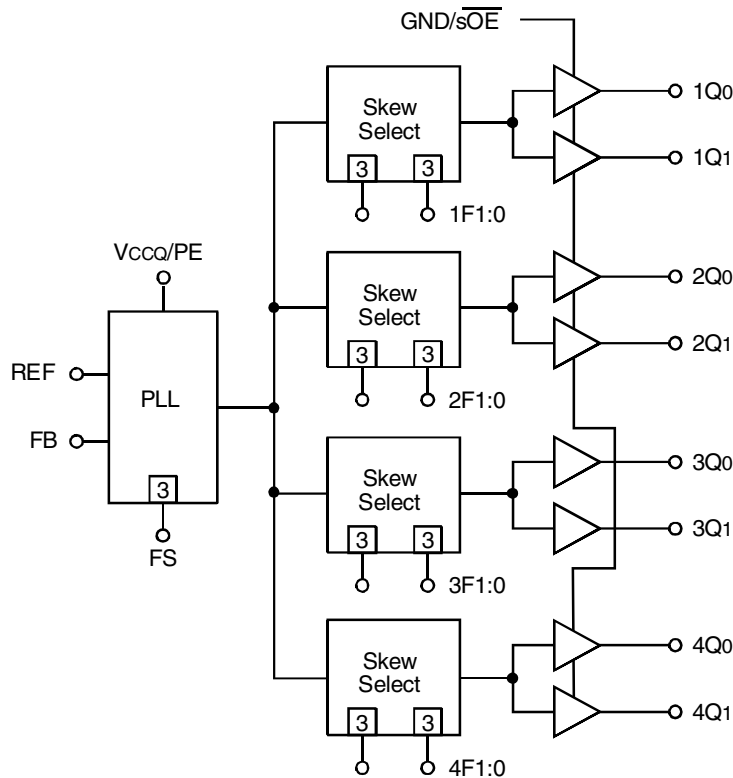 GND/sOE
Skew
Select
3 3
1F1:0
1Q0
1Q1
VCCQ/PE
REF
FB
PLL
3
FS
Skew
Select
3 3
2F1:0
2Q0
2Q1
Skew
Select
3 3
3F1:0
3Q0
3Q1
Skew
Select
3 3
4F1:0
4Q0
4Q1